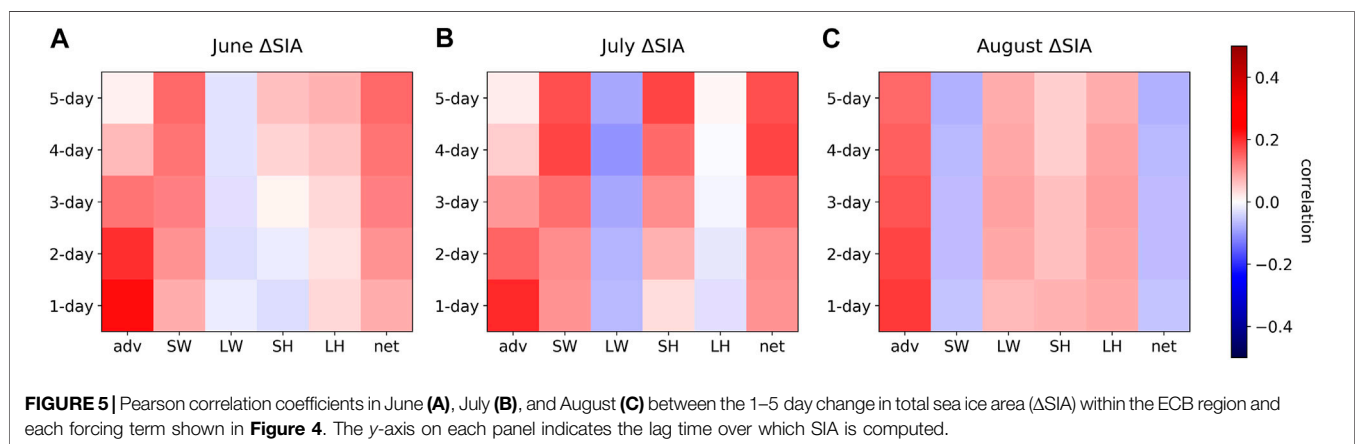 A
June ΔSIA
5-day
4-day
3-day
2-day
1-day
adv SW LW SH LH net
B
July ΔSIA
5-day
4-day
3-day
2-day
1-day
adv SW LW SH LH net
C
August ΔSIA
5-day
4-day
3-day
2-day
1-day
adv SW LW SH LH net
0.4
0.2
0.0
−0.2
−0.4
correlation
FIGURE 5 | Pearson correlation coefficients in June (A), July (B), and August (C) between the 1–5 day change in total sea ice area (ΔSIA) within the ECB region and
each forcing term shown in Figure 4. The y-axis on each panel indicates the lag time over which SIA is computed.